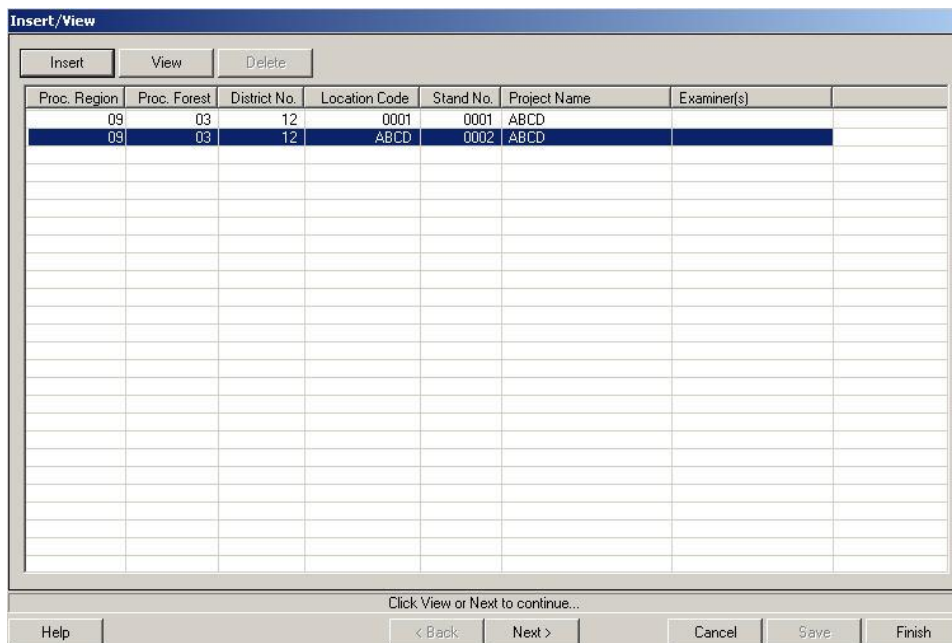 Insert/View
Insert View Delete
Proc. Region Proc. Forest District No. Location Code Stand No. Project Name Examiner(s)
09 03 12 0001 0001 ABCD
09 03 12 ABCD 0002 ABCD
Click View or Next to continue...
Help < Back Next > Cancel Save Finish